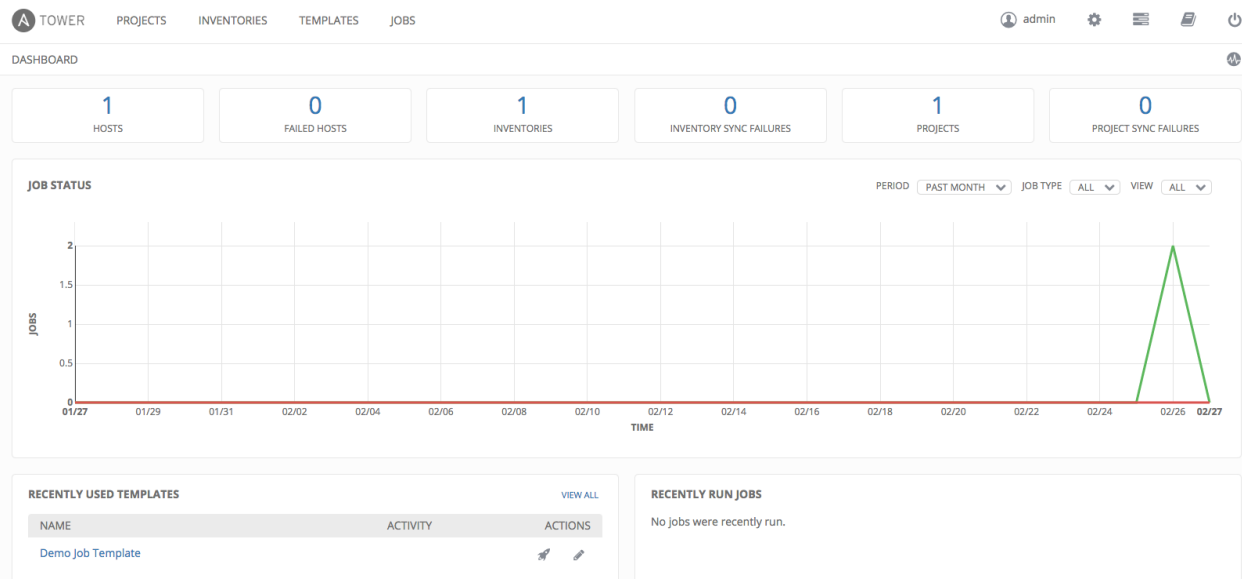 A TOWER PROJECTS INVENTORIES TEMPLATES JOBS admin
DASHBOARD
1 0 1 0 1 0
HOSTS FAILED HOSTS INVENTORIES INVENTORY SYNC FAILURES PROJECTS PROJECT SYNC FAILURES
JOB STATUS PERIOD PAST MONTH JOB TYPE ALL VIEW ALL
2
1.5
JOBS 1
0.5
0
01/27 01/29 01/31 02/02 02/04 02/06 02/08 02/10 02/12 02/14 02/16 02/18 02/20 02/22 02/24 02/26 02/27
TIME
RECENTLY USED TEMPLATES VIEW ALL RECENTLY RUN JOBS
NAME ACTIVITY ACTIONS No jobs were recently run.
Demo Job Template